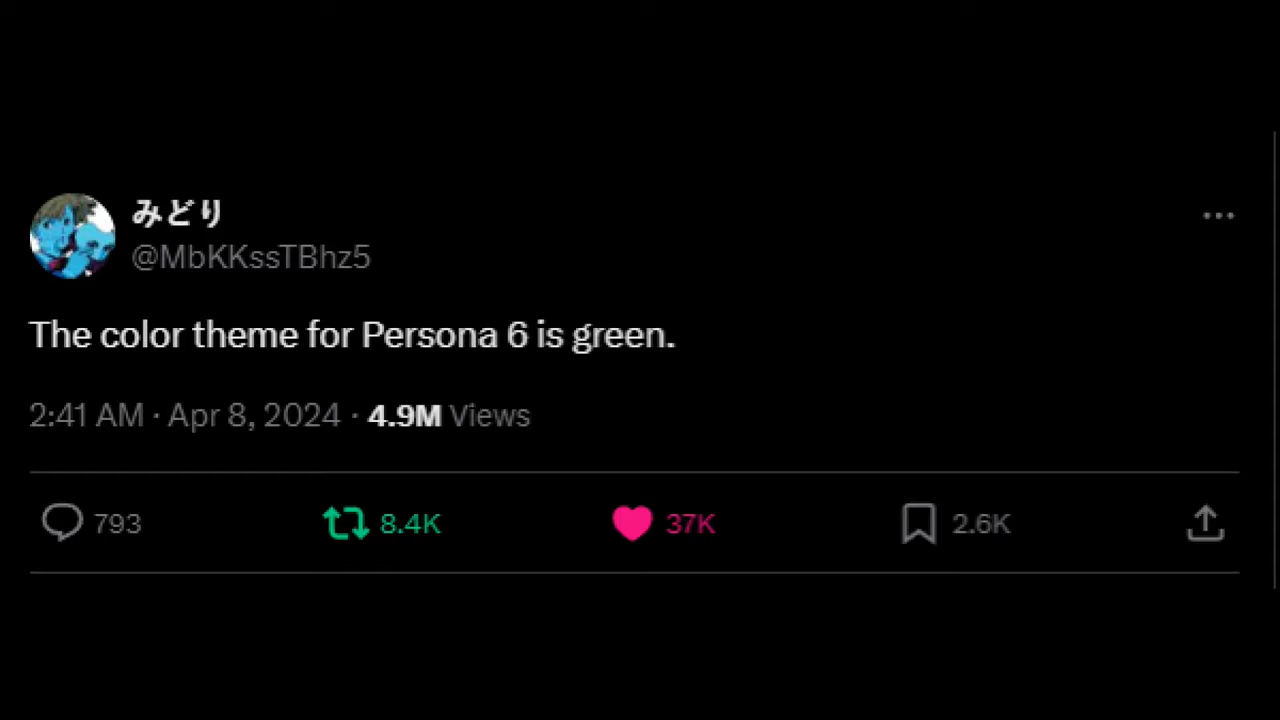 みどり
@MbKKssTBhz5
The color theme for Persona 6 is green.
2:41 AM · Apr 8, 2024 · 4.9M Views
793 8.4K 37K 2.6K